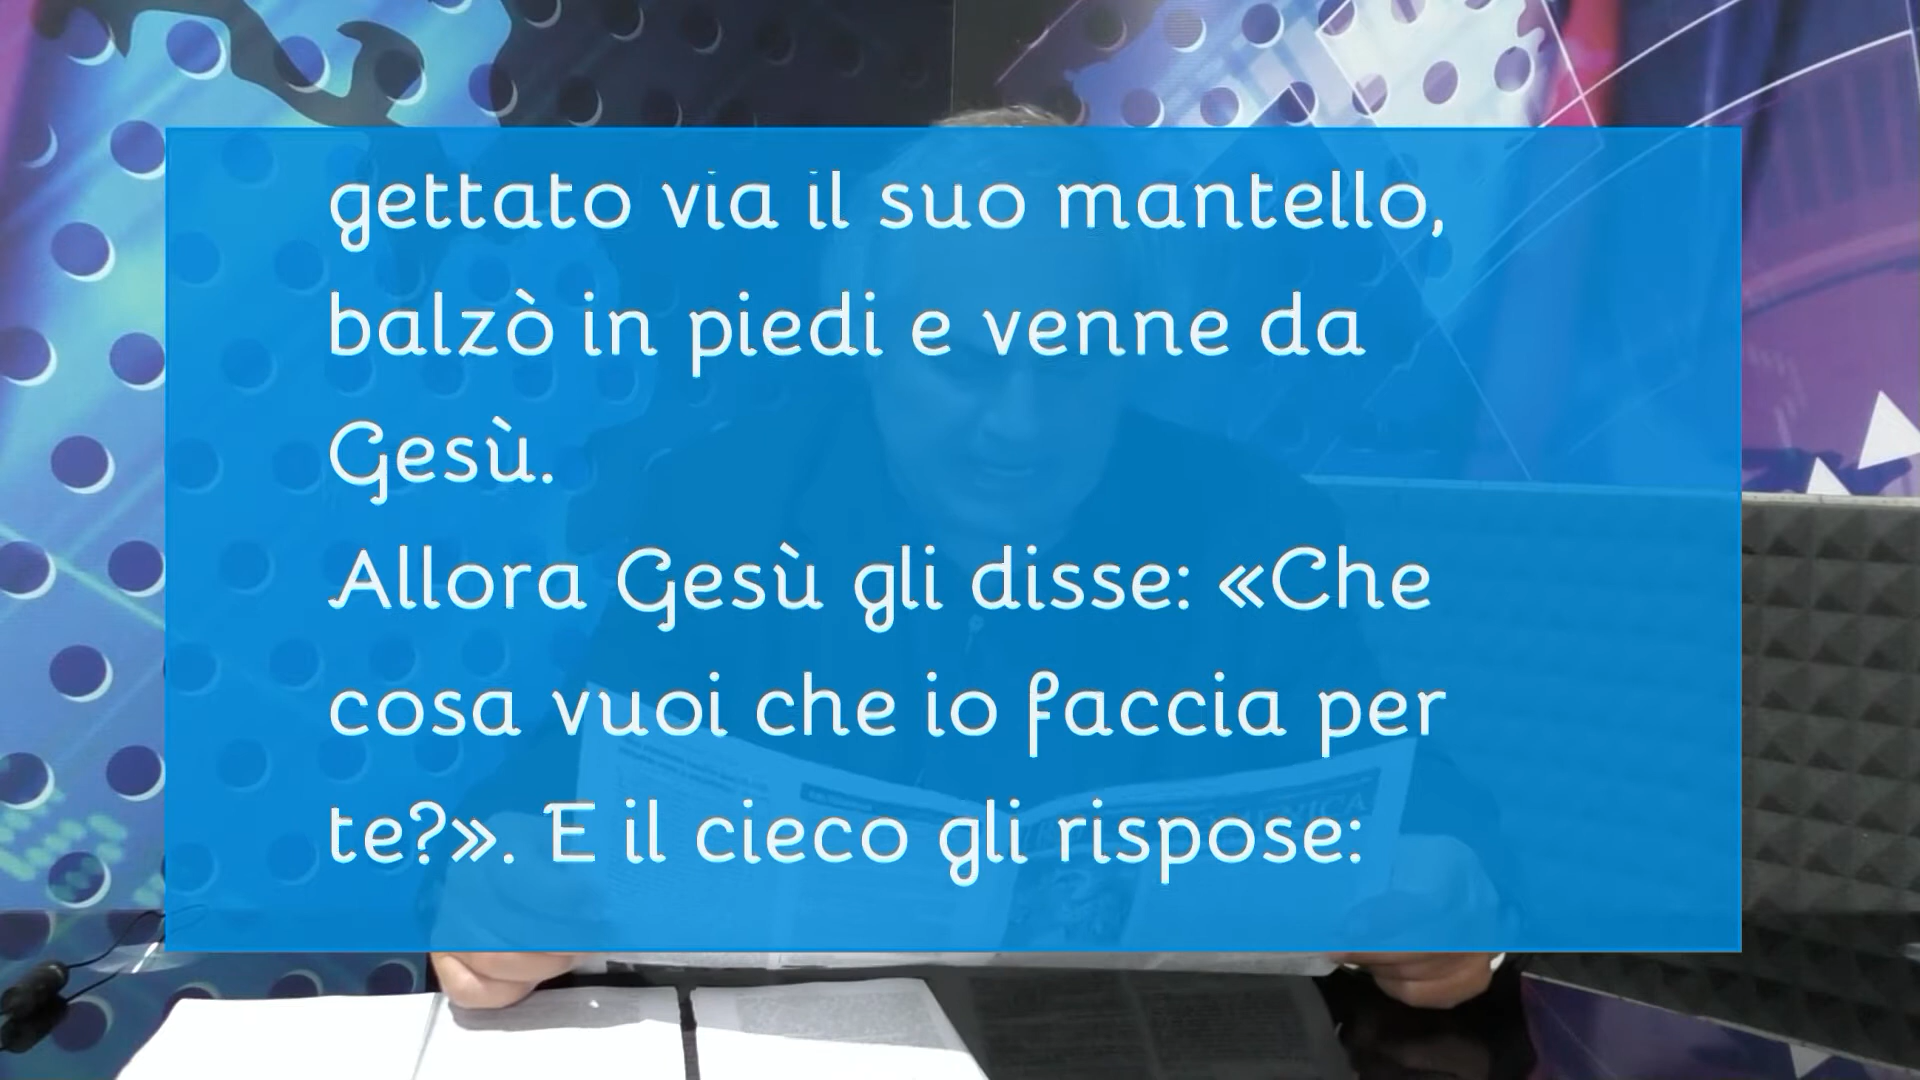 gettato via il suo mantello,
balzò in piedi e venne da
Gesù.
Allora Gesù gli disse: «Che
cosa vuoi che io faccia per
te?». E il cieco gli rispose: